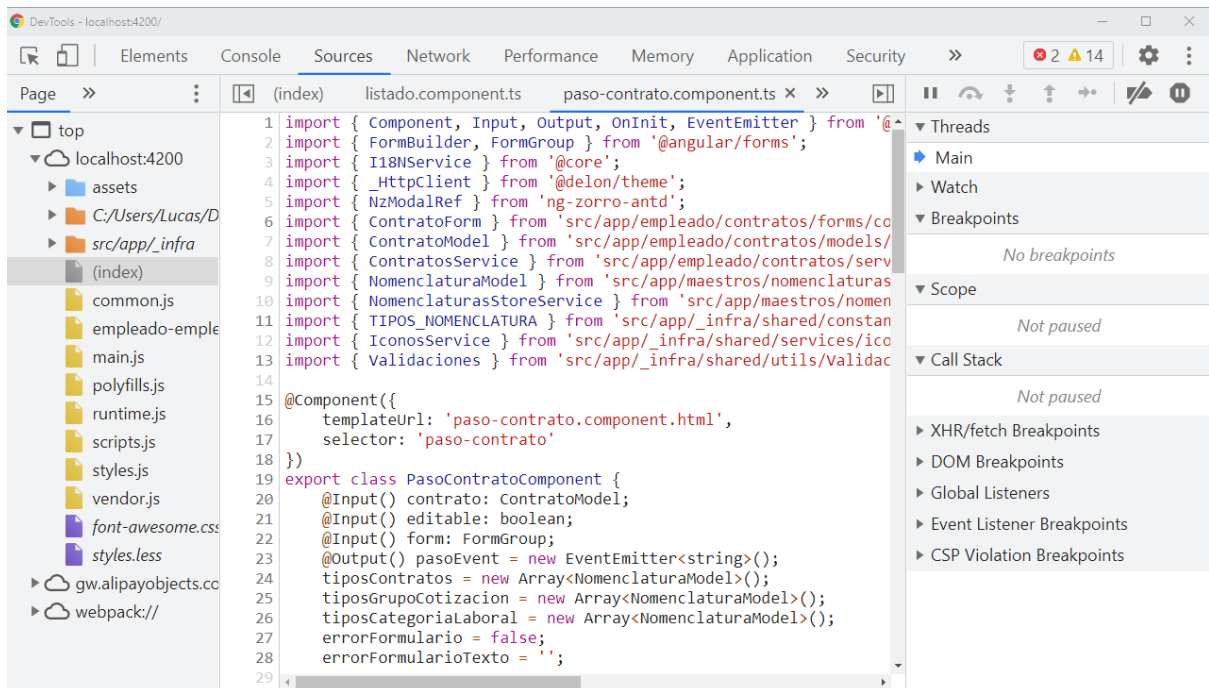 DevTools - localhost:4200/
Elements Console Sources Network Performance Memory Application Security » 2 14
Page »
(index) listado.component.ts paso-contrato.component.ts × »
top
localhost:4200
assets
C:/Users/Lucas/D
src/app/_infra
(index)
common.js
empleado-emple
main.js
polyfills.js
runtime.js
scripts.js
styles.js
vendor.js
font-awesome.css
styles.less
gw.alipayobjects.co
webpack://
1 import { Component, Input, Output, OnInit, EventEmitter } from '@
2 import { FormBuilder, FormGroup } from '@angular/forms';
3 import { I18NService } from '@core';
4 import { _HttpClient } from '@delon/theme';
5 import { NzModalRef } from 'ng-zorro-antd';
6 import { ContratoForm } from 'src/app/empleado/contratos/forms/co
7 import { ContratoModel } from 'src/app/empleado/contratos/models/
8 import { ContratosService } from 'src/app/empleado/contratos/serv
9 import { NomenclaturaModel } from 'src/app/maestros/nomenclaturas
10 import { NomenclaturasStoreService } from 'src/app/maestros/nomen
11 import { TIPOS_NOMENCLATURA } from 'src/app/_infra/shared/constan
12 import { IconosService } from 'src/app/_infra/shared/services/ico
13 import { Validaciones } from 'src/app/_infra/shared/utils/Validac
14
15 @Component({
16 templateUrl: 'paso-contrato.component.html',
17 selector: 'paso-contrato'
18 })
19 export class PasoContratoComponent {
20 @Input() contrato: ContratoModel;
21 @Input() editable: boolean;
22 @Input() form: FormGroup;
23 @Output() pasoEvent = new EventEmitter<string>();
24 tiposContratos = new Array<NomenclaturaModel>();
25 tiposGrupoCotizacion = new Array<NomenclaturaModel>();
26 tiposCategoriaLaboral = new Array<NomenclaturaModel>();
27 errorFormulario = false;
28 errorFormularioTexto = '';
29
Threads
Main
Watch
Breakpoints
No breakpoints
Scope
Not paused
Call Stack
Not paused
XHR/fetch Breakpoints
DOM Breakpoints
Global Listeners
Event Listener Breakpoints
CSP Violation Breakpoints